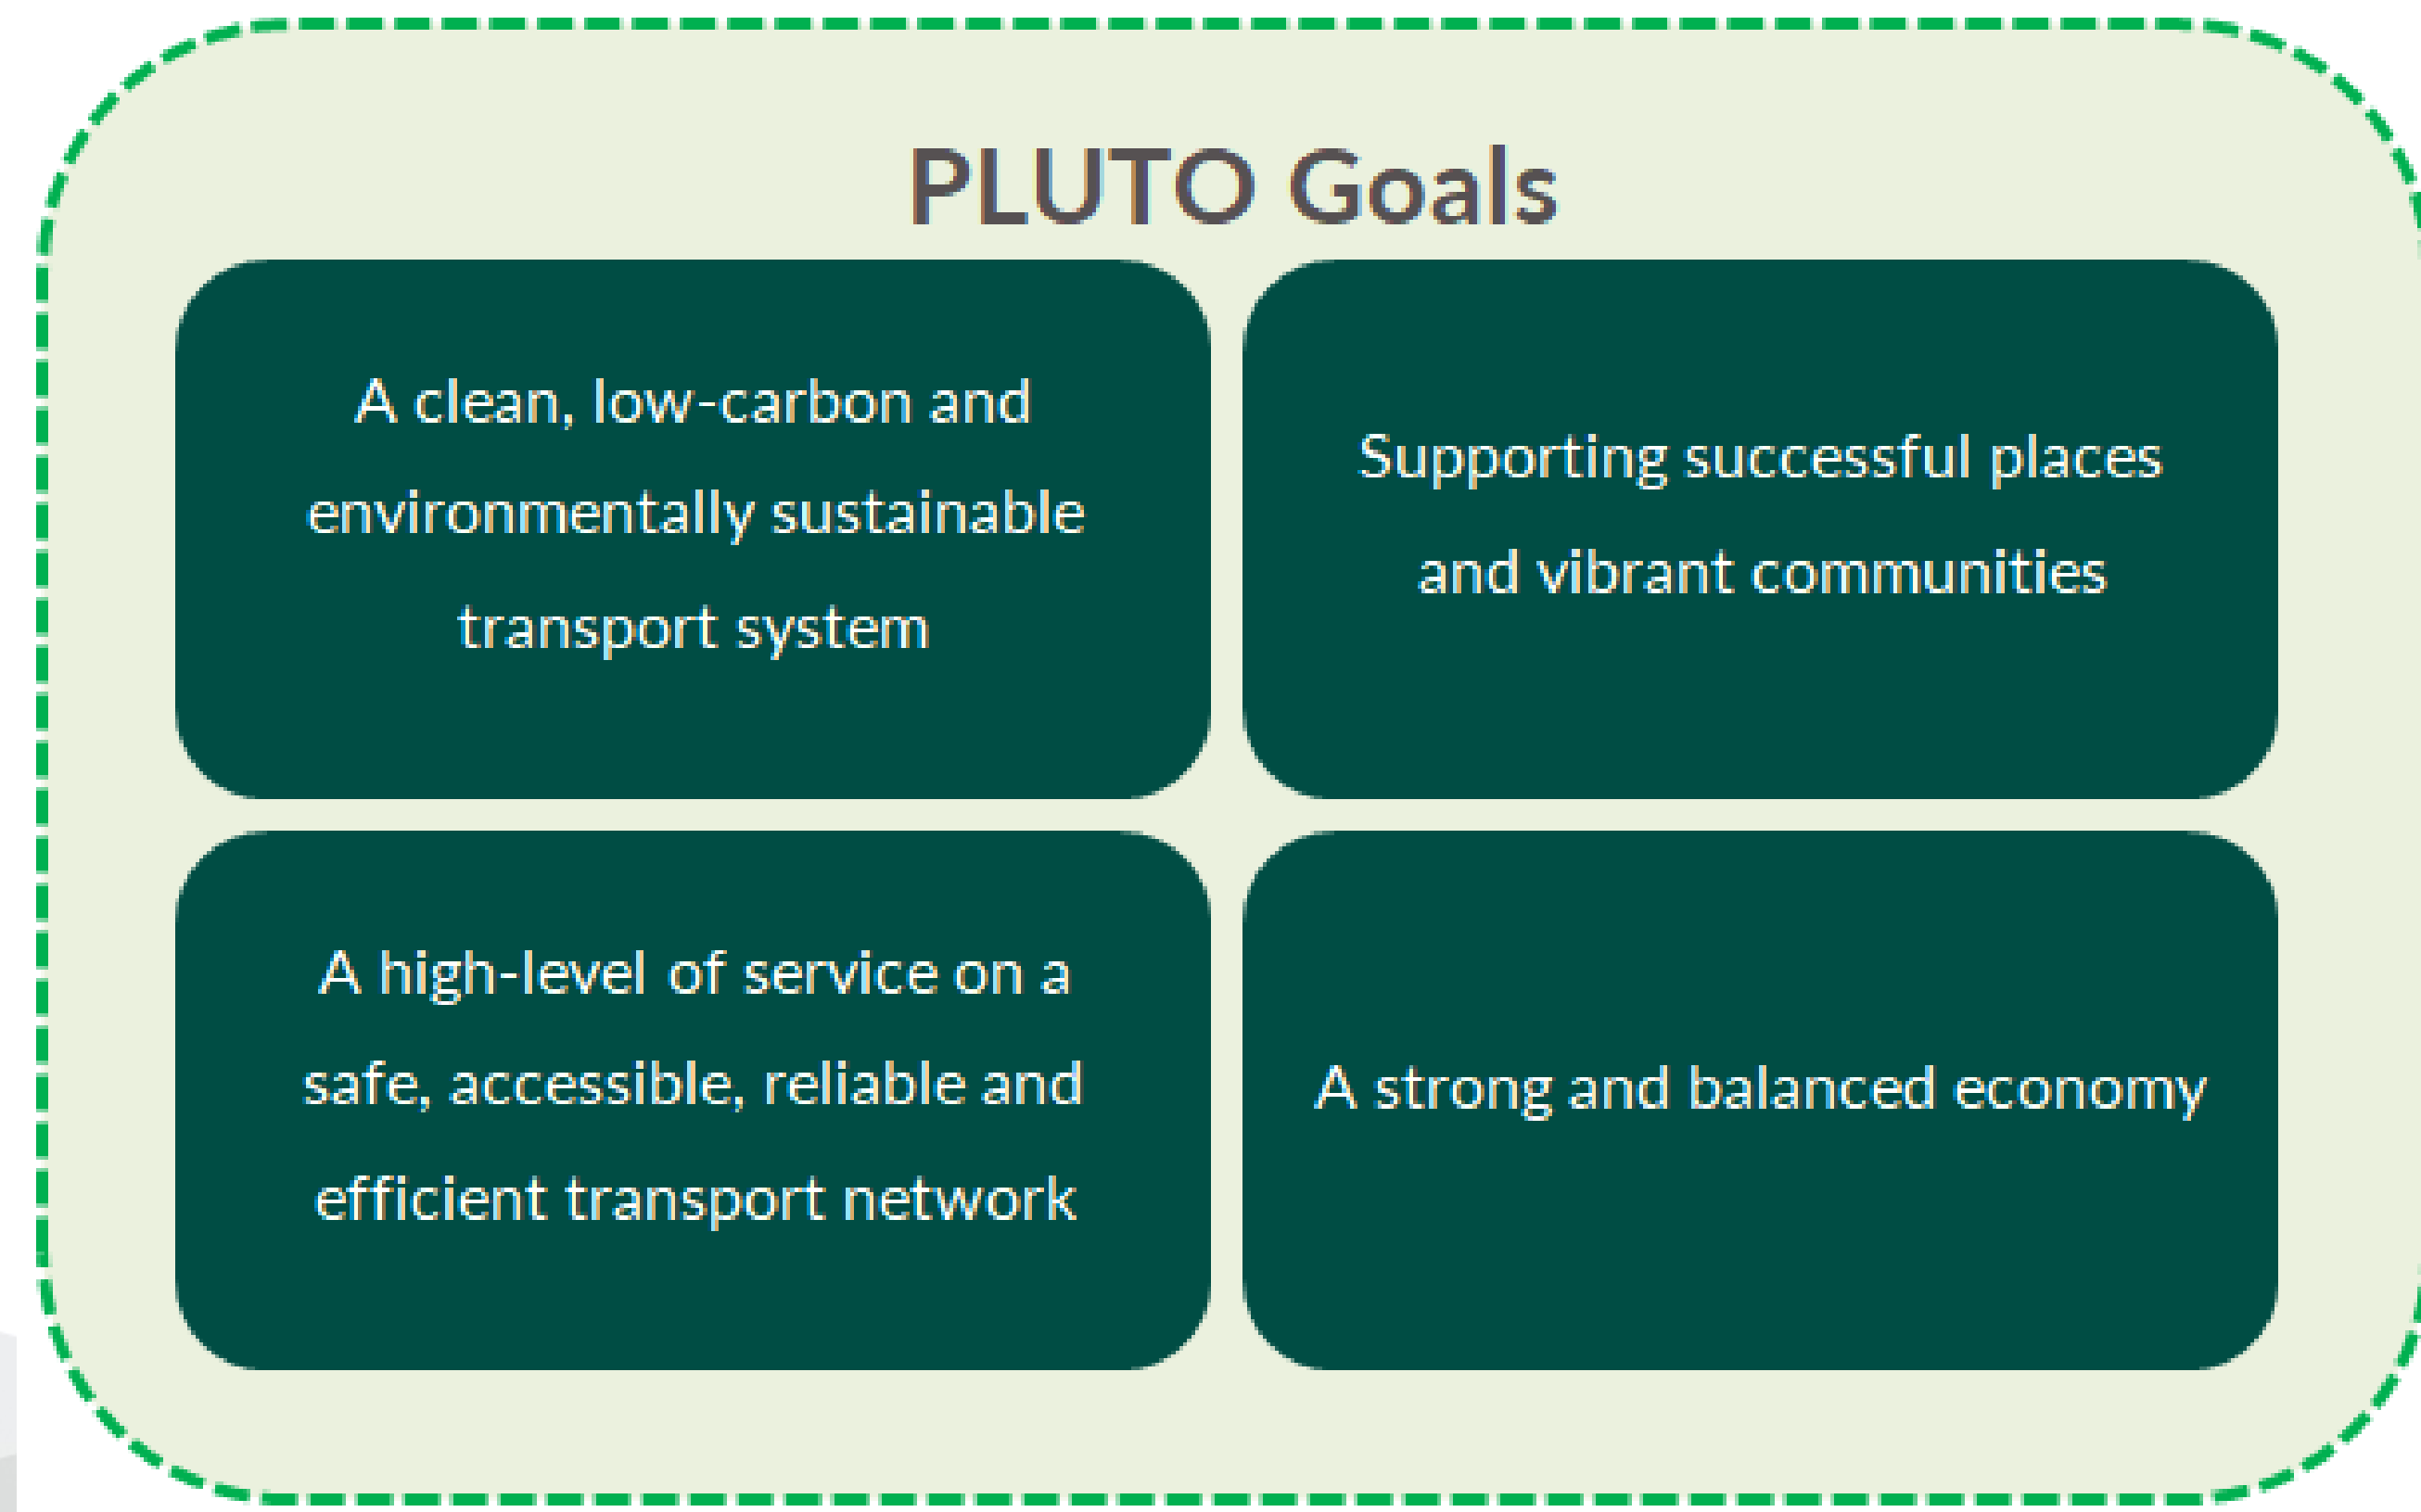 PLUTO Goals
A clean, low-carbon and
environmentally sustainable
transport system
Supporting successful places
and vibrant communities
A high-level of service on a
safe, accessible, reliable and
efficient transport network
A strong and balanced economy